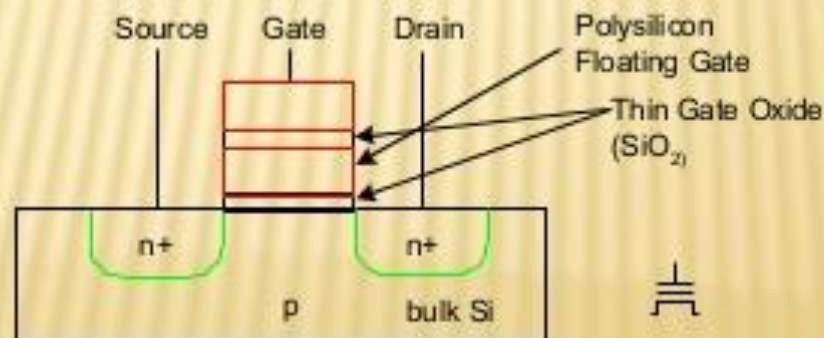 Source Gate Drain
Polysilicon
Floating Gate
Thin Gate Oxide
(SiO₂)
n+ n+
p bulk Si